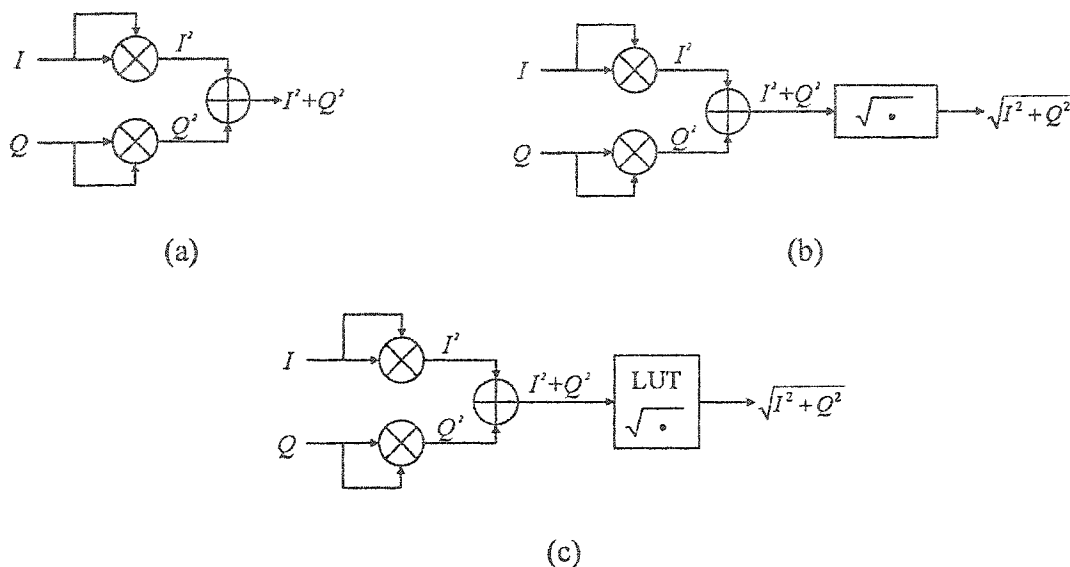 I
I²
Q
Q²
I²+Q²
(a)
I
I²
Q
Q²
I²+Q²
√•
√I²+Q²
(b)
I
I²
Q
Q²
I²+Q²
LUT
√•
√I²+Q²
(c)